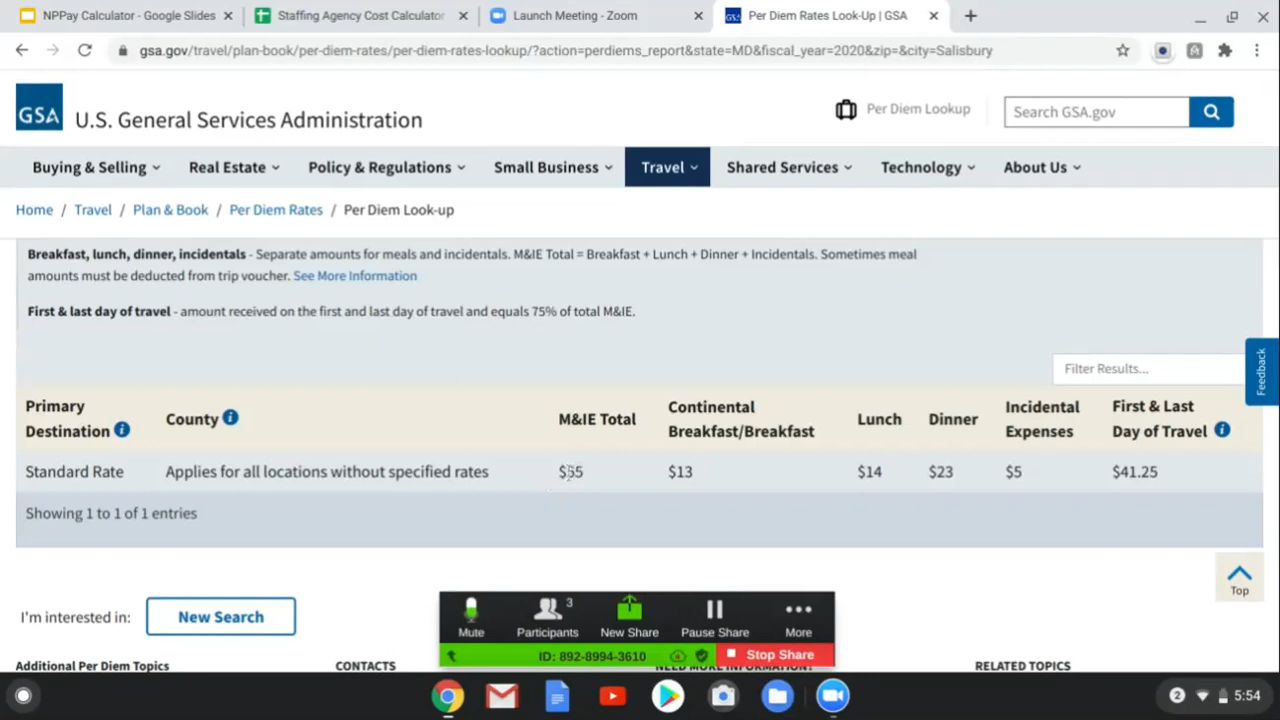 NPPay Calculator - Google Slides
Staffing Agency Cost Calculator
Launch Meeting - Zoom
Per Diem Rates Look-Up | GSA
gsa.gov/travel/plan-book/per-diem-rates/per-diem-rates-lookup/?action=perdiems_report&state=MD&fiscal_year=2020&zip=&city=Salisbury
GSA
U.S. General Services Administration
Per Diem Lookup
Search GSA.gov
Buying & Selling
Real Estate
Policy & Regulations
Small Business
Travel
Shared Services
Technology
About Us
Home / Travel / Plan & Book / Per Diem Rates / Per Diem Look-up
Breakfast, lunch, dinner, incidentals - Separate amounts for meals and incidentals. M&IE Total = Breakfast + Lunch + Dinner + Incidentals. Sometimes meal
amounts must be deducted from trip voucher. See More Information
First & last day of travel - amount received on the first and last day of travel and equals 75% of total M&IE.
Filter Results...
Feedback
Primary
Destination
County
M&IE Total
Continental
Breakfast/Breakfast
Lunch
Dinner
Incidental
Expenses
First & Last
Day of Travel
Standard Rate Applies for all locations without specified rates $55 $13 $14 $23 $5 $41.25
Showing 1 to 1 of 1 entries
Top
I'm interested in:
New Search
3
Mute
Participants
New Share
Pause Share
More
ID: 892-8994-3610
Stop Share
Additional Per Diem Topics
CONTACTS
NEED MORE INFORMATION?
RELATED TOPICS
2
5:54